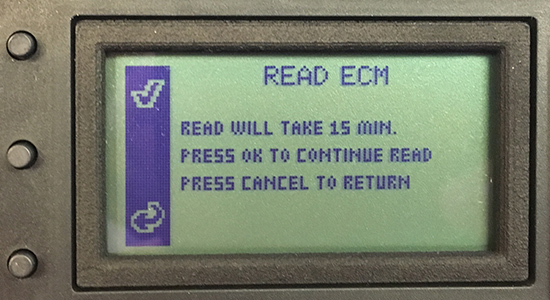 READ ECM
READ WILL TAKE 15 MIN.
PRESS OK TO CONTINUE READ
PRESS CANCEL TO RETURN